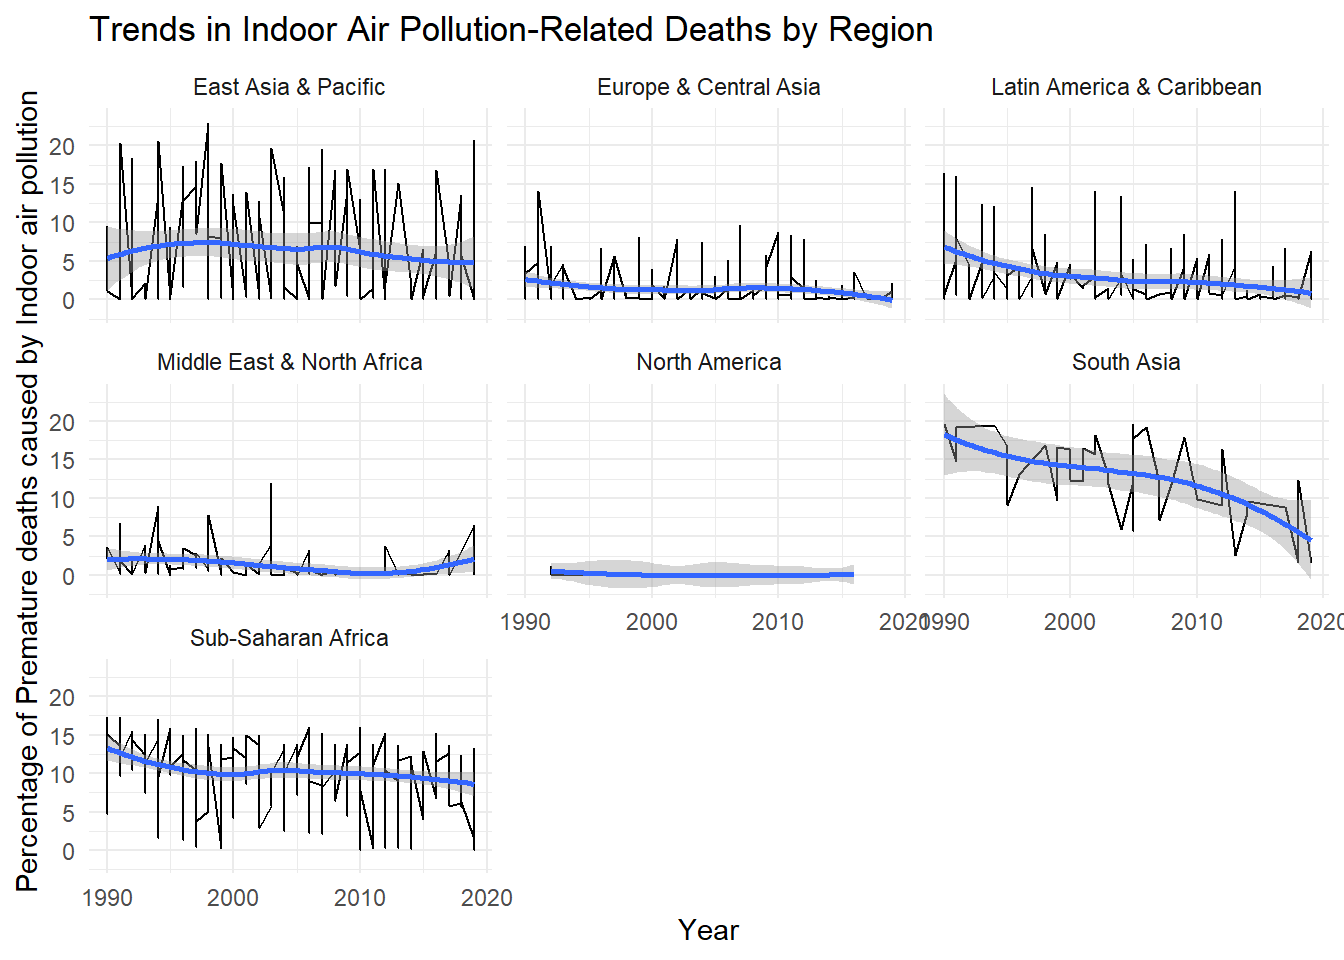 Trends in Indoor Air Pollution-Related Deaths by Region
East Asia & Pacific
Europe & Central Asia
Latin America & Caribbean
20
15
10
5
0
Middle East & North Africa
North America
South Asia
20
15
10
5
0
1990 2000 2010 2020
1990 2000 2010 2020
Sub-Saharan Africa
20
15
10
5
0
1990 2000 2010 2020
Year
Percentage of Premature deaths caused by Indoor air pollution